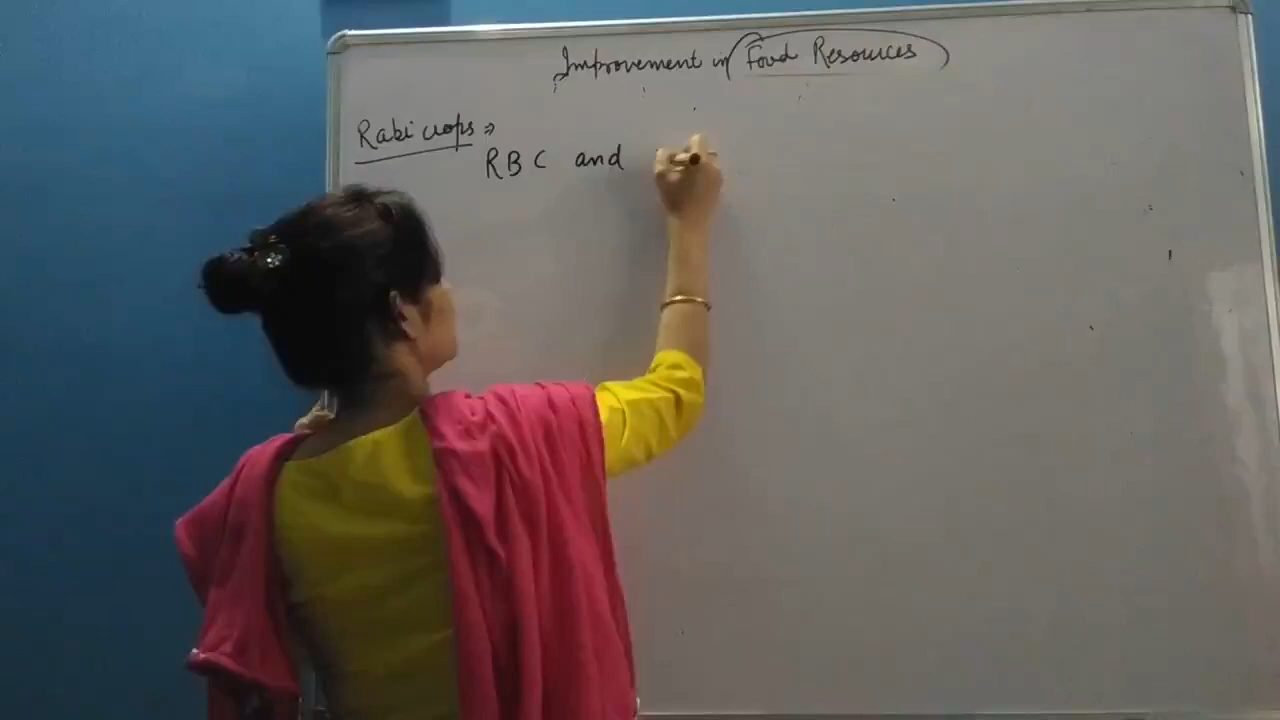 Improvement in Food Resources
Rabi crops ⇒
RBC and